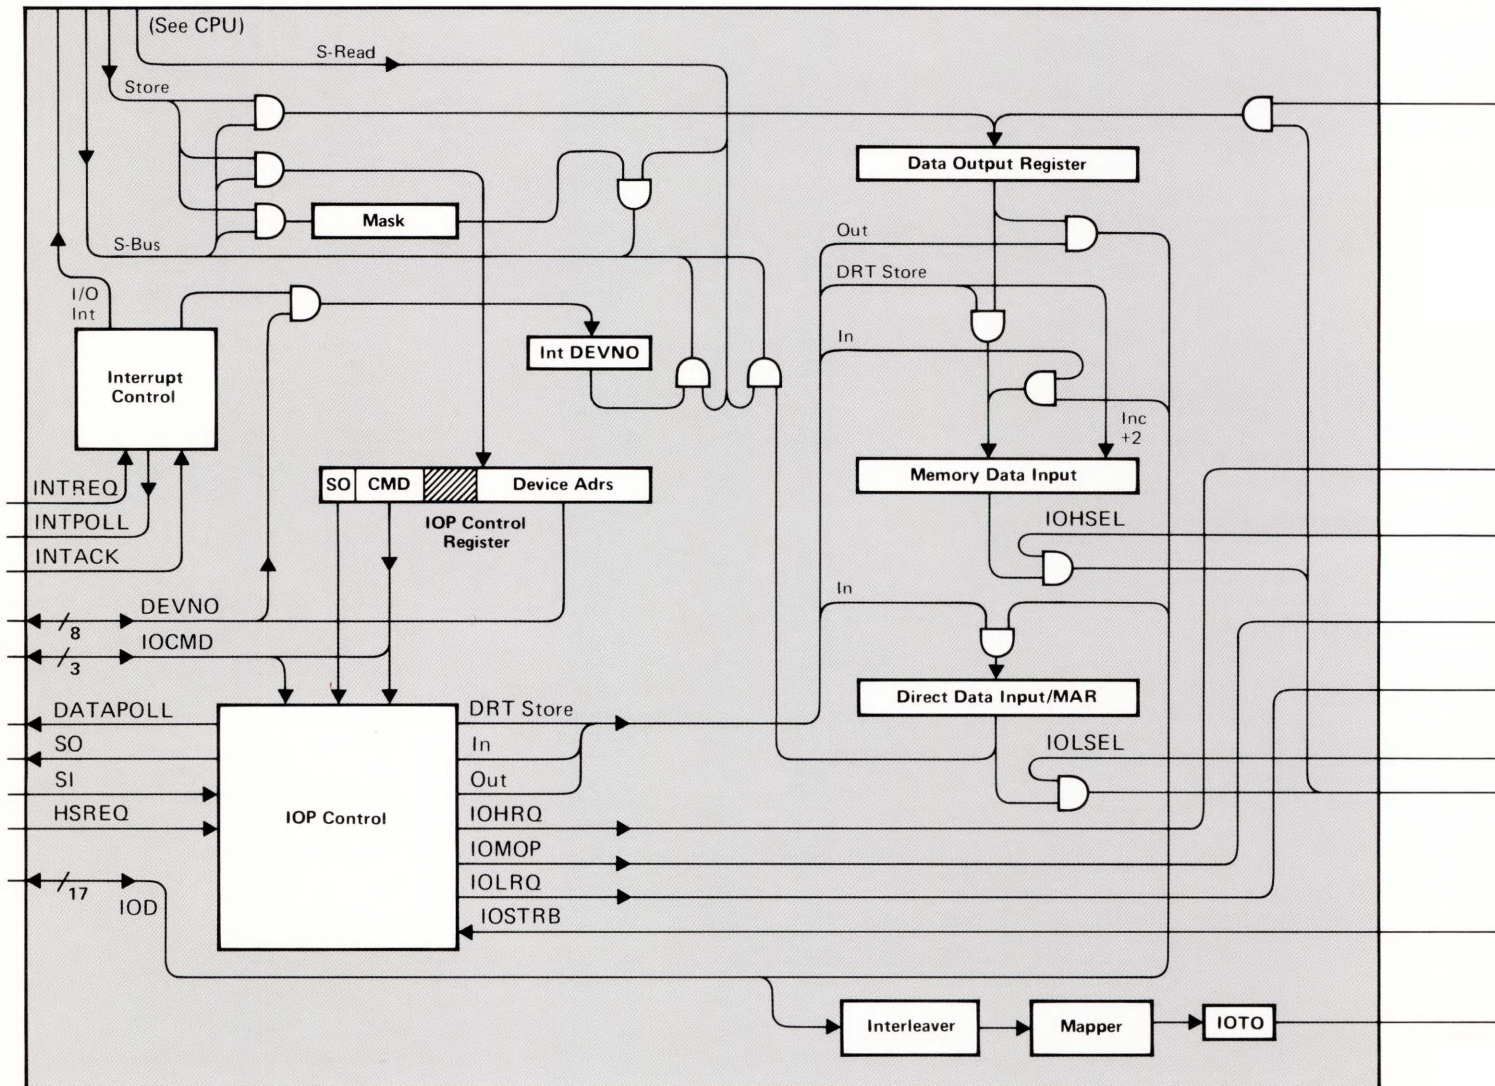 (See CPU)
S-Read
Store
Data Output Register
Mask
Out
S-Bus
DRT Store
I/O
Int
In
Int DEVNO
Interrupt
Control
Inc
+2
SO
CMD
Device Adrs
Memory Data Input
INTREQ
IOP Control
Register
IOHSEL
INTPOLL
INTACK
In
DEVNO
8
IOCMD
3
Direct Data Input/MAR
DATAPOLL
DRT Store
SO
In
IOLSEL
SI
Out
HSREQ
IOP Control
IOHRQ
IOMOP
17
IOD
IOLRQ
IOSTRB
Interleaver
Mapper
IOTO